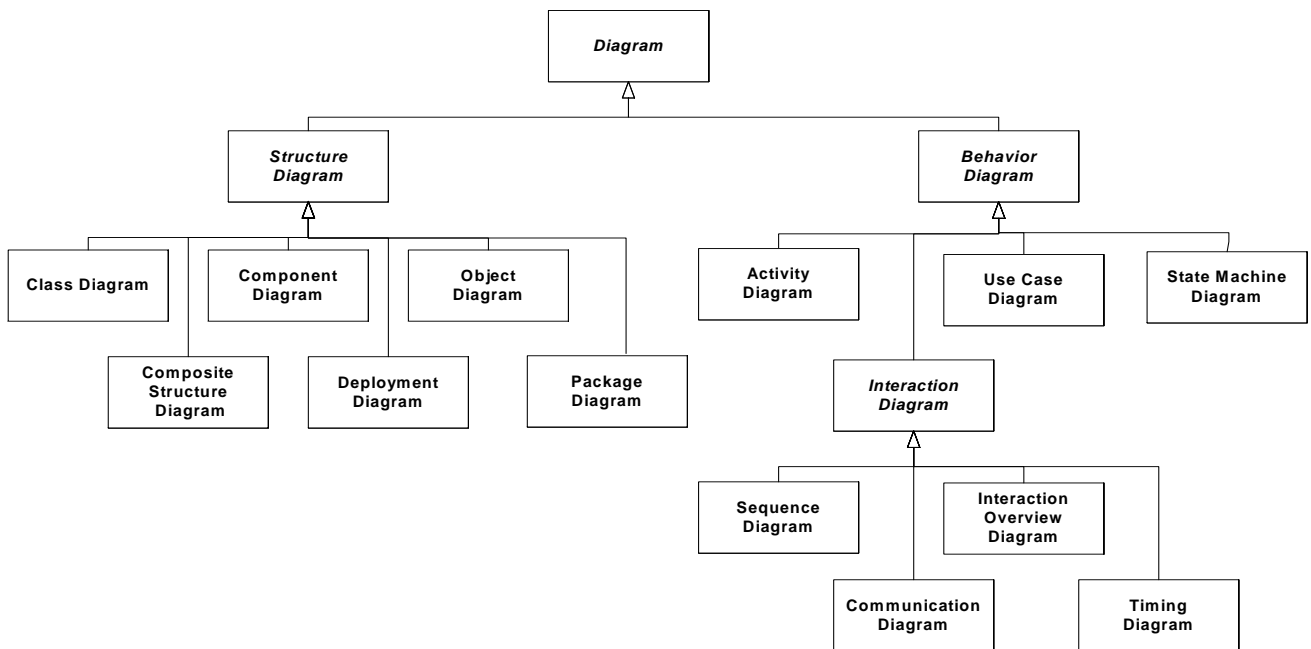 Diagram
Structure
Diagram
Behavior
Diagram
Class Diagram
Component
Diagram
Object
Diagram
Activity
Diagram
Use Case
Diagram
State Machine
Diagram
Composite
Structure
Diagram
Deployment
Diagram
Package
Diagram
Interaction
Diagram
Sequence
Diagram
Interaction
Overview
Diagram
Communication
Diagram
Timing
Diagram